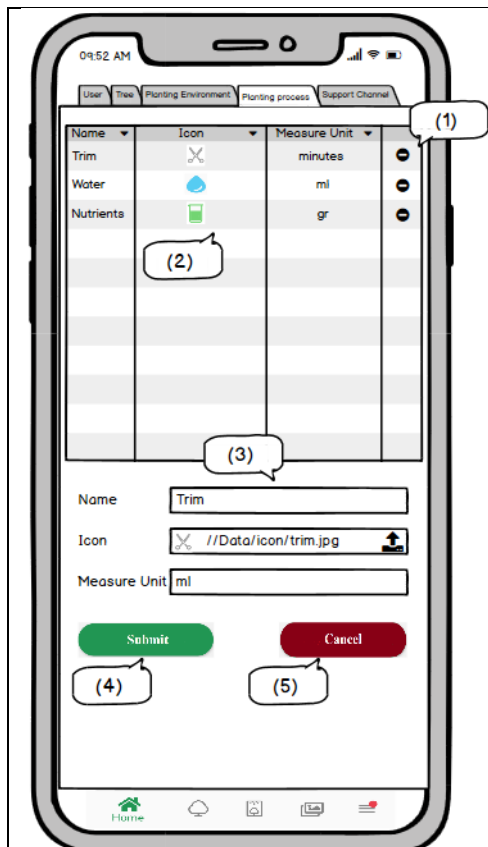 09:52 AM
User Tree Planting Environment Planting process Support Channel
(1)
Name Icon Measure Unit
Trim minutes
Water ml
Nutrients gr
(2)
(3)
Name Trim
Icon //Data/icon/trim.jpg
Measure Unit ml
Submit Cancel
(4) (5)
Home